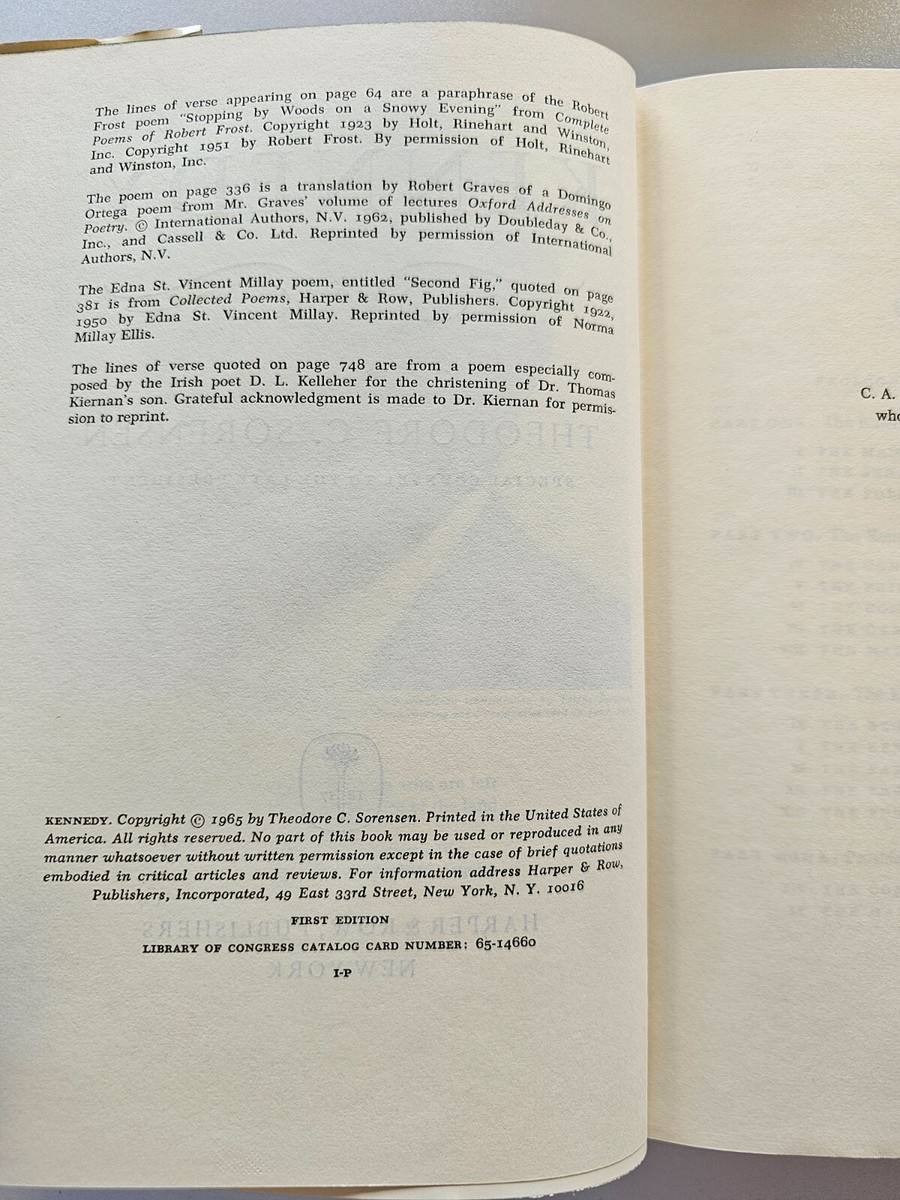 The lines of verse appearing on page 64 are a paraphrase of the Robert
Frost poem "Stopping by Woods on a Snowy Evening" from Complete
Poems of Robert Frost. Copyright 1923 by Holt, Rinehart and Winston,
Inc. Copyright 1951 by Robert Frost. By permission of Holt, Rinehart
and Winston, Inc.
The poem on page 336 is a translation by Robert Graves of a Domingo
Ortega poem from Mr. Graves' volume of lectures Oxford Addresses on
Poetry. © International Authors, N.V. 1962, published by Doubleday & Co.,
Inc., and Cassell & Co. Ltd. Reprinted by permission of International
Authors, N.V.
The Edna St. Vincent Millay poem, entitled "Second Fig," quoted on page
381 is from Collected Poems, Harper & Row, Publishers. Copyright 1922,
1950 by Edna St. Vincent Millay. Reprinted by permission of Norma
Millay Ellis.
The lines of verse quoted on page 748 are from a poem especially com-
posed by the Irish poet D. L. Kelleher for the christening of Dr. Thomas
Kiernan's son. Grateful acknowledgment is made to Dr. Kiernan for permis-
sion to reprint.
KENNEDY. Copyright © 1965 by Theodore C. Sorensen. Printed in the United States of
America. All rights reserved. No part of this book may be used or reproduced in any
manner whatsoever without written permission except in the case of brief quotations
embodied in critical articles and reviews. For information address Harper & Row,
Publishers, Incorporated, 49 East 33rd Street, New York, N. Y. 10016
FIRST EDITION
LIBRARY OF CONGRESS CATALOG CARD NUMBER: 65-14660
I-P
C. A.
who